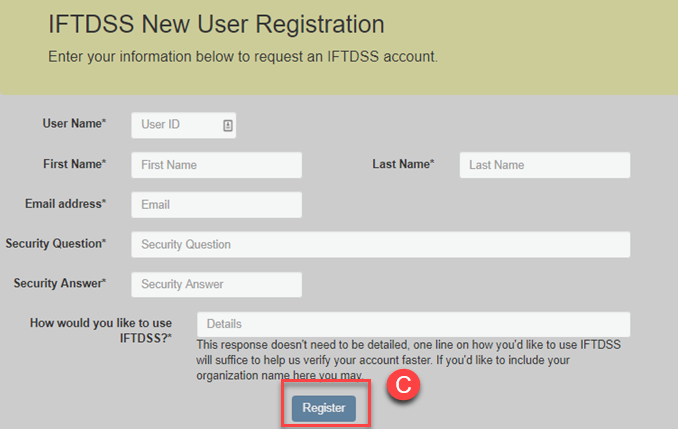 IFTDSS New User Registration
Enter your information below to request an IFTDSS account.
User Name* User ID
First Name* First Name Last Name* Last Name
Email address* Email
Security Question* Security Question
Security Answer* Security Answer
How would you like to use Details
IFTDSS?*
This response doesn't need to be detailed, one line on how you'd like to use IFTDSS
will suffice to help us verify your account faster. If you'd like to include your
organization name here you may.
Register C